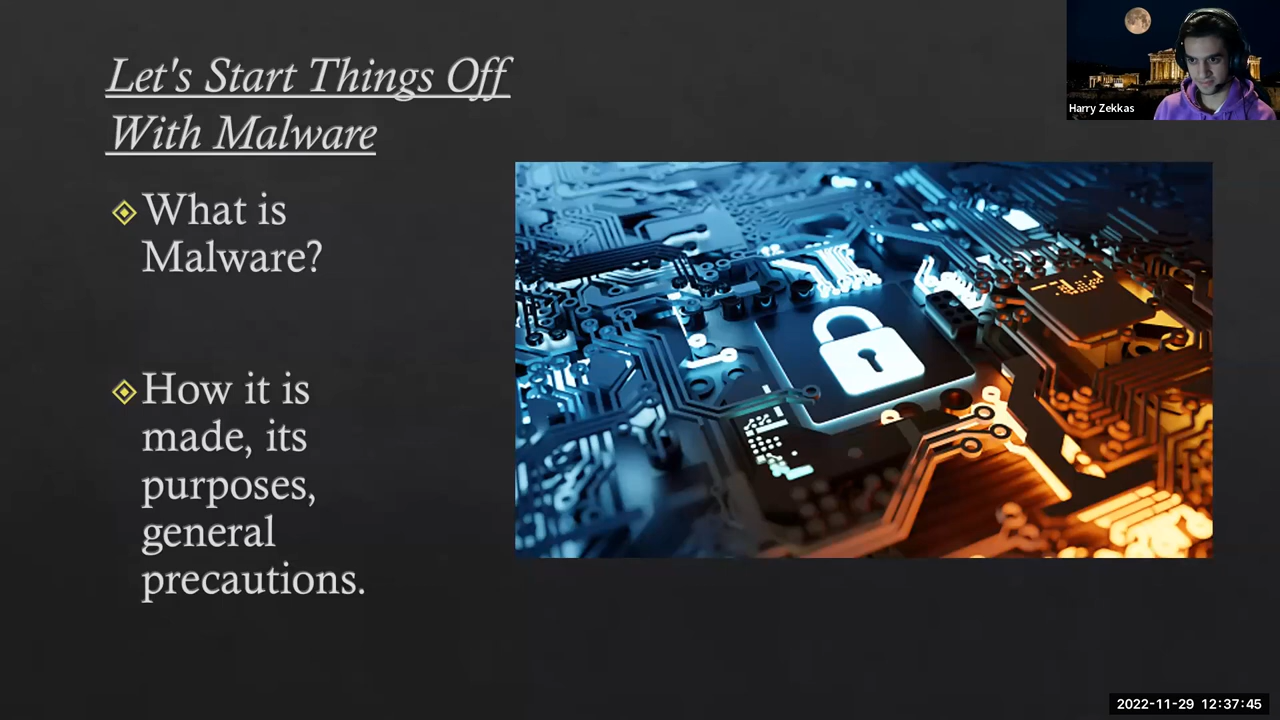 Let's Start Things Off
With Malware
What is
Malware?
How it is
made, its
purposes,
general
precautions.
Harry Zekkas
2022-11-29 12:37:45